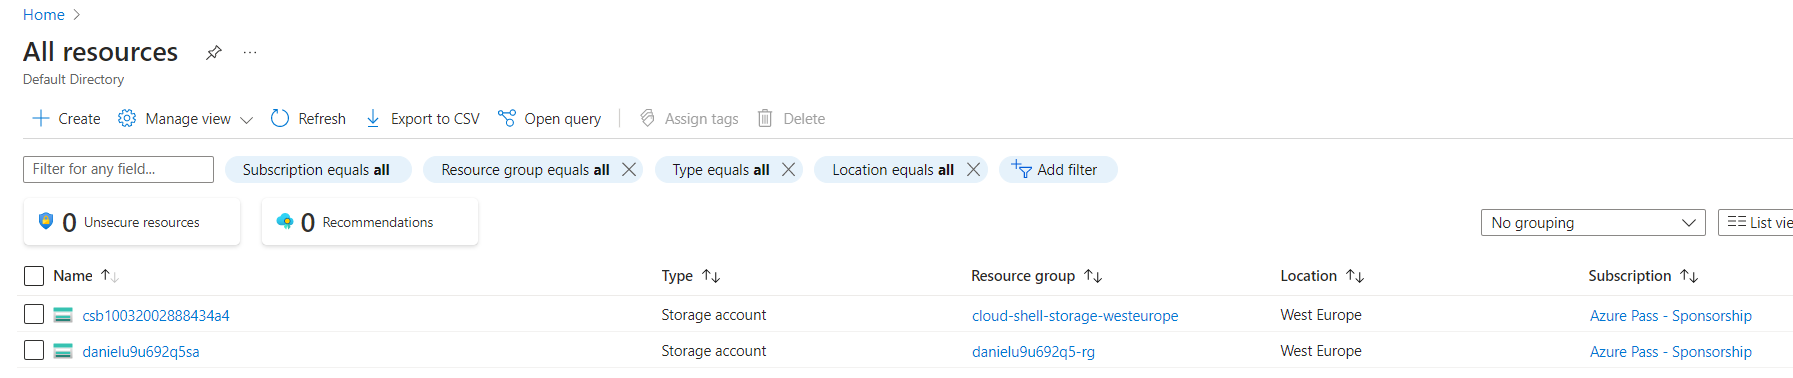 Home
All resources
Default Directory
Create Manage view Refresh Export to CSV Open query Assign tags Delete
Filter for any field... Subscription equals all Resource group equals all Type equals all Location equals all Add filter
0 Unsecure resources 0 Recommendations
No grouping List vie
Name Type Resource group Location Subscription
csb10032002888434a4 Storage account cloud-shell-storage-westeurope West Europe Azure Pass - Sponsorship
danielu9u692q5sa Storage account danielu9u692q5-rg West Europe Azure Pass - Sponsorship